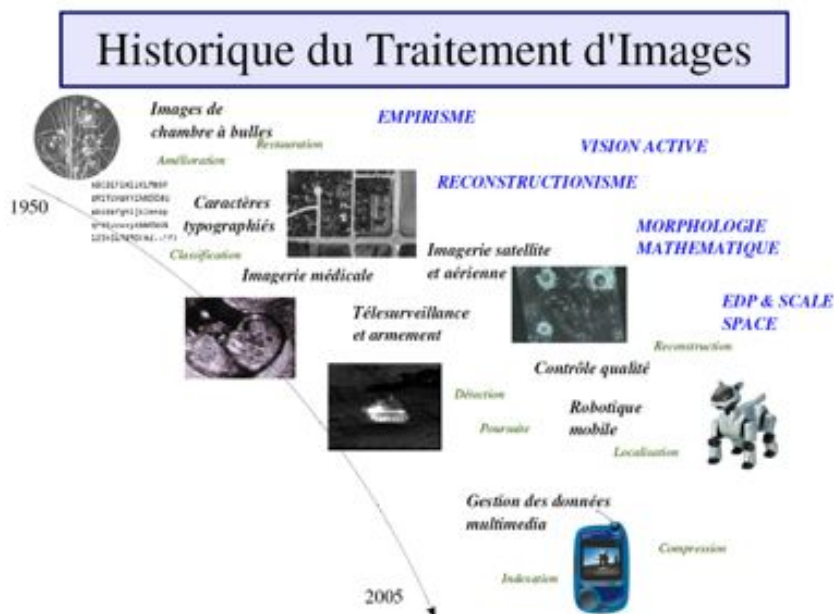 Historique du Traitement d'Images
Images de
chambre à bulles
EMPIRISME
Restauration
Amélioration
VISION ACTIVE
1950
Caractères
typographiés
RECONSTRUCTIONISME
Classification
MORPHOLOGIE
MATHEMATIQUE
Imagerie satellite
et aérienne
Imagerie médicale
EDP & SCALE
SPACE
Télesurveillance
et armement
Reconstruction
Contrôle qualité
Détection
Robotique
mobile
Poursuite
Localisation
Gestion des données
multimedia
Compression
Indexation
2005